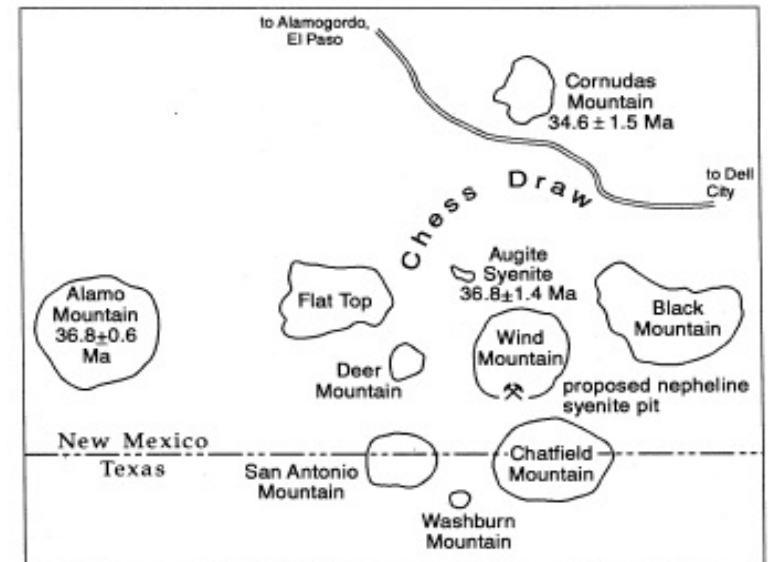 to Alamogordo,
El Paso
Cornudas
Mountain
34.6 ± 1.5 Ma
to Dell
City
Chess Draw
Augite
Syenite
36.8±1.4 Ma
Alamo
Mountain
36.8±0.6
Ma
Flat Top
Black
Mountain
Wind
Mountain
Deer
Mountain
proposed nepheline
syenite pit
New Mexico
Texas
San Antonio
Mountain
Chatfield
Mountain
Washburn
Mountain